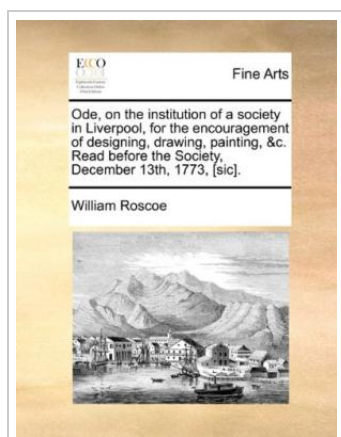 ECCO
Fine Arts
Ode, on the institution of a society
in Liverpool, for the encouragement
of designing, drawing, painting, &c.
Read before the Society,
December 13th, 1773, [sic].
William Roscoe